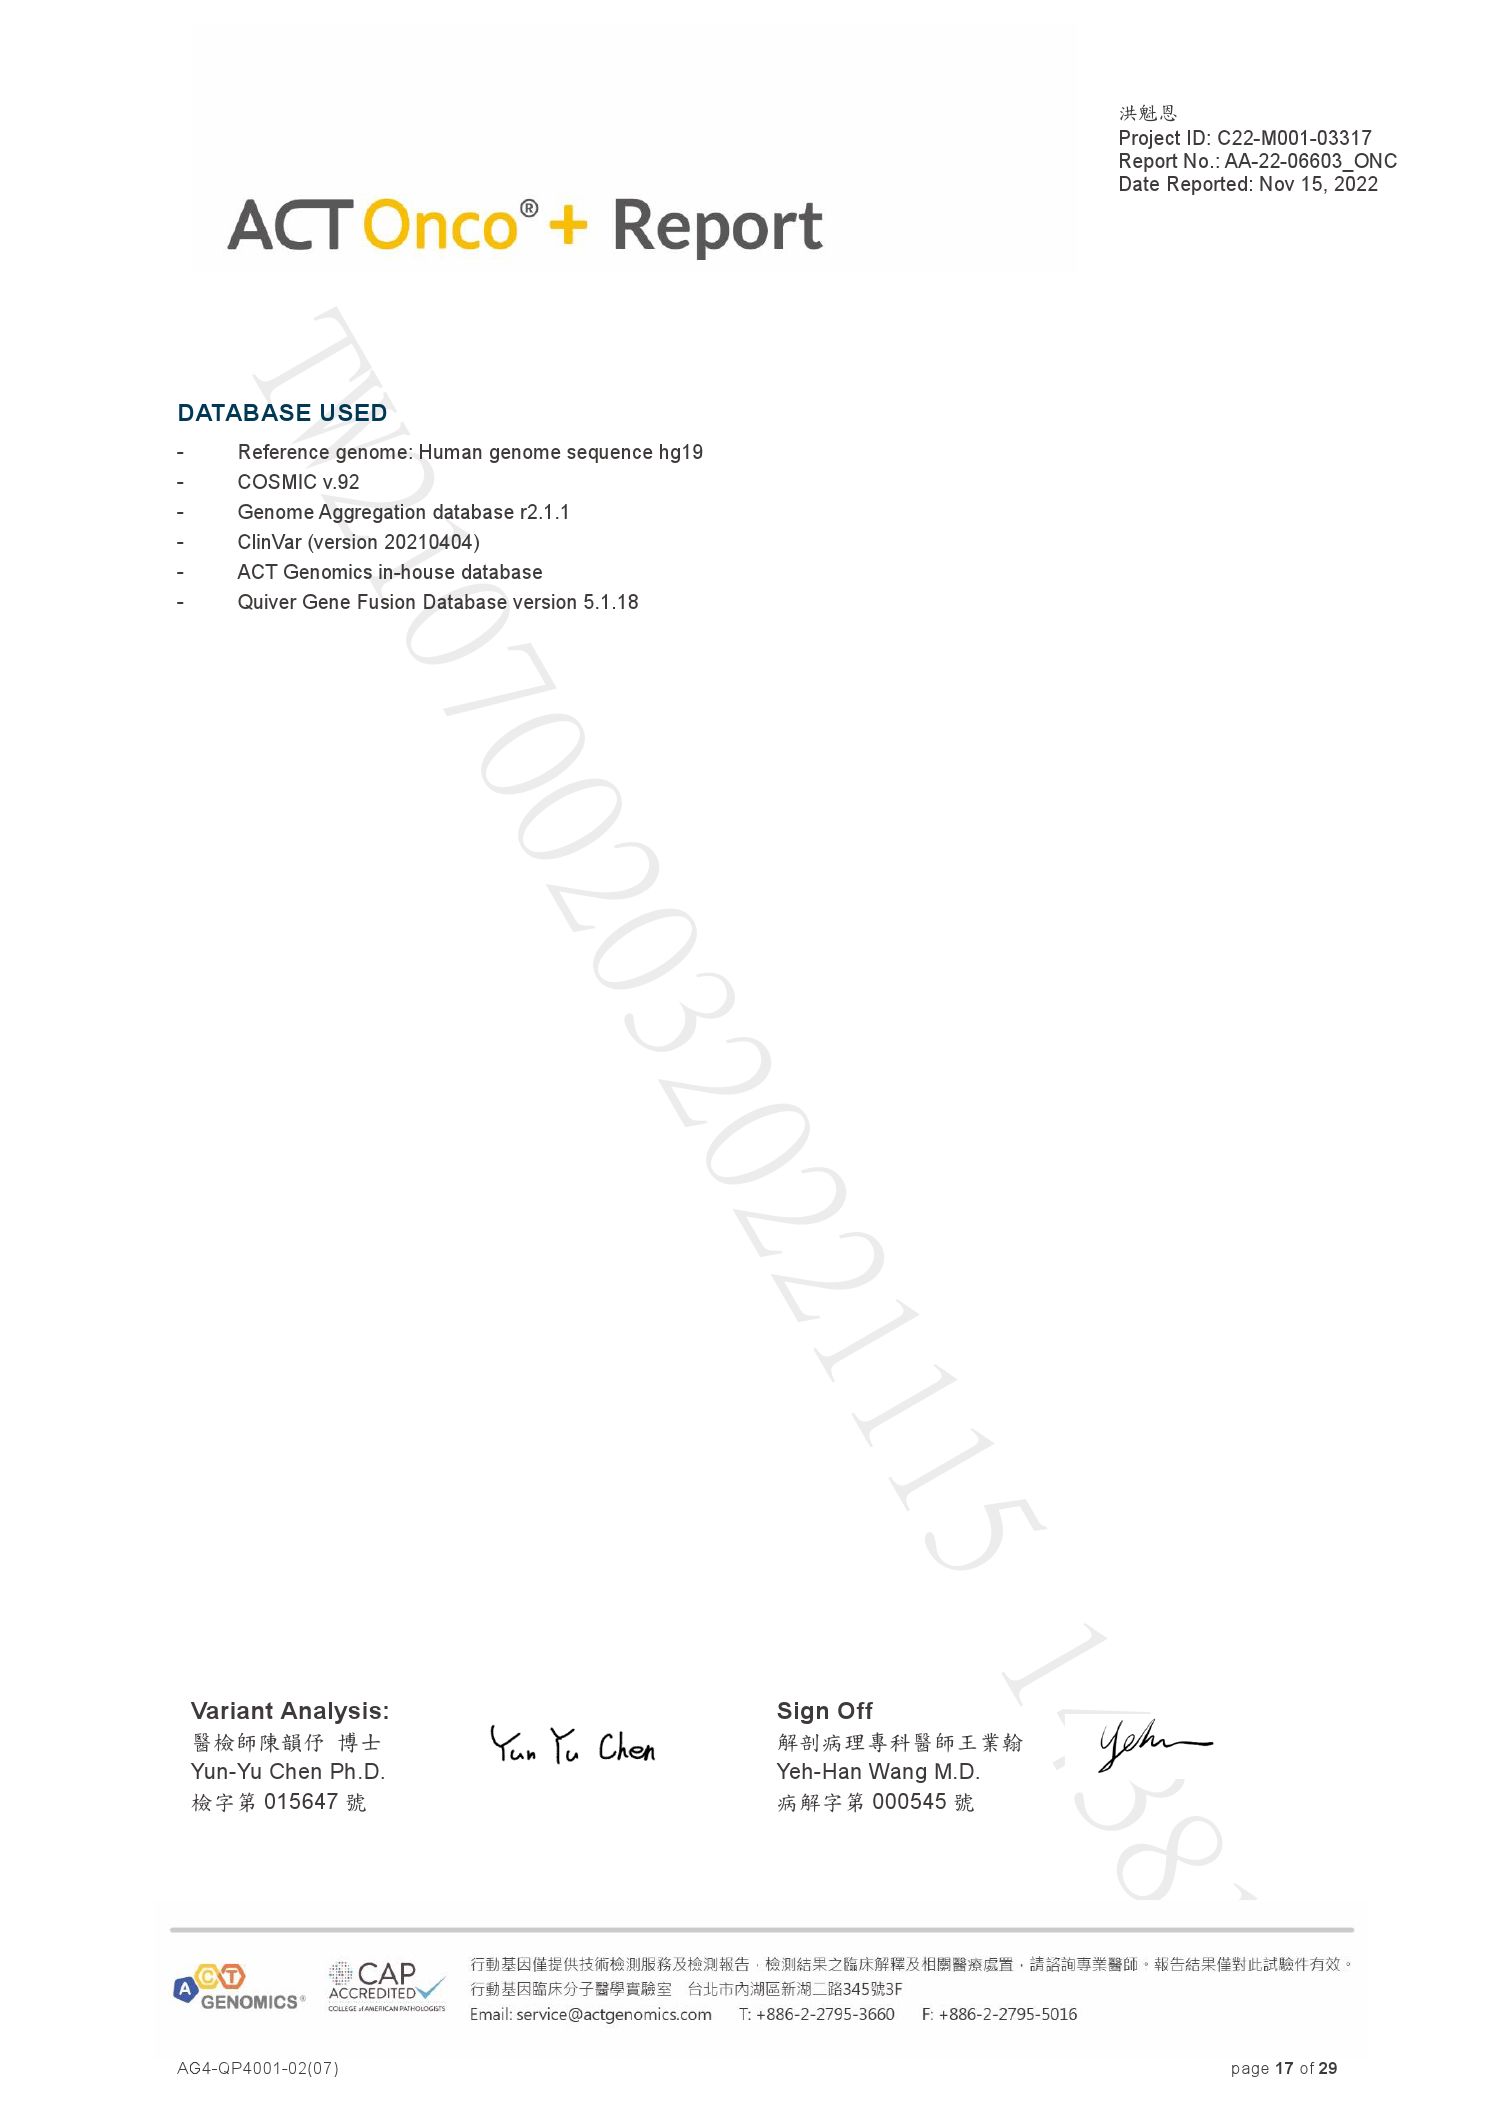 洪魁恩
Project ID: C22-M001-03317
Report No.: AA-22-06603_ONC
Date Reported: Nov 15, 2022
ACTOnco®+ Report
DATABASE USED
- Reference genome: Human genome sequence hg19
- COSMIC v.92
- Genome Aggregation database r2.1.1
- ClinVar (version 20210404)
- ACT Genomics in-house database
- Quiver Gene Fusion Database version 5.1.18
TW21070020320221115
Variant Analysis:
醫檢師陳韻伃 博士
Yun-Yu Chen Ph.D.
檢字第 015647 號
Yun Yu Chen
Sign Off
解剖病理專科醫師王業翰
Yeh-Han Wang M.D.
病解字第 000545 號
Yeh
ACT
GENOMICS®
CAP
ACCREDITED
COLLEGE of AMERICAN PATHOLOGISTS
行動基因僅提供技術檢測服務及檢測報告，檢測結果之臨床解釋及相關醫療處置，請諮詢專業醫師。報告結果僅對此試驗件有效。
行動基因臨床分子醫學實驗室 台北市內湖區新湖二路345號3F
Email: service@actgenomics.com T: +886-2-2795-3660 F: +886-2-2795-5016
AG4-QP4001-02(07)
page 17 of 29